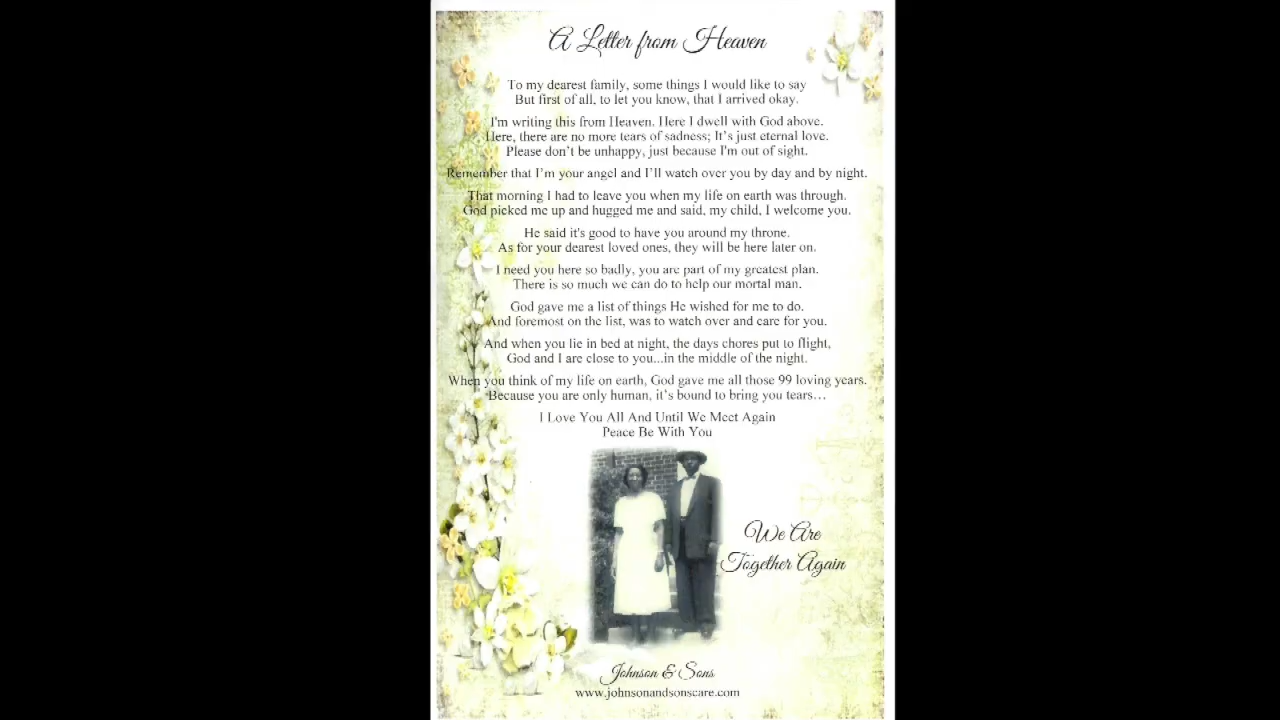 A Letter from Heaven
To my dearest family, some things I would like to say
But first of all, to let you know, that I arrived okay.
I'm writing this from Heaven. Here I dwell with God above.
Here, there are no more tears of sadness; It's just eternal love.
Please don't be unhappy, just because I'm out of sight.
Remember that I'm your angel and I'll watch over you by day and by night.
That morning I had to leave you when my life on earth was through.
God picked me up and hugged me and said, my child, I welcome you.
He said it's good to have you around my throne.
As for your dearest loved ones, they will be here later on.
I need you here so badly, you are part of my greatest plan.
There is so much we can do to help our mortal man.
God gave me a list of things He wished for me to do.
And foremost on the list, was to watch over and care for you.
And when you lie in bed at night, the days chores put to flight,
God and I are close to you...in the middle of the night.
When you think of my life on earth, God gave me all those 99 loving years.
Because you are only human, it's bound to bring you tears…
I Love You All And Until We Meet Again
Peace Be With You
We Are
Together Again
Johnson & Sons
www.johnsonandsonscare.com